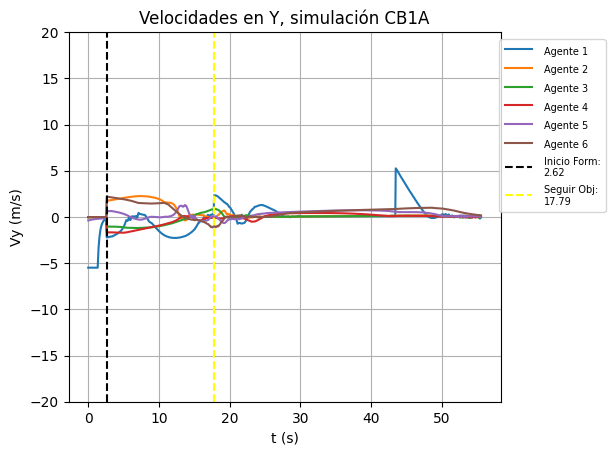 Velocidades en Y, simulación CB1A
Vy (m/s)
20
15
10
5
0
−5
−10
−15
−20
0
10
20
30
40
50
t (s)
Agente 1
Agente 2
Agente 3
Agente 4
Agente 5
Agente 6
Inicio Form:
2.62
Seguir Obj:
17.79